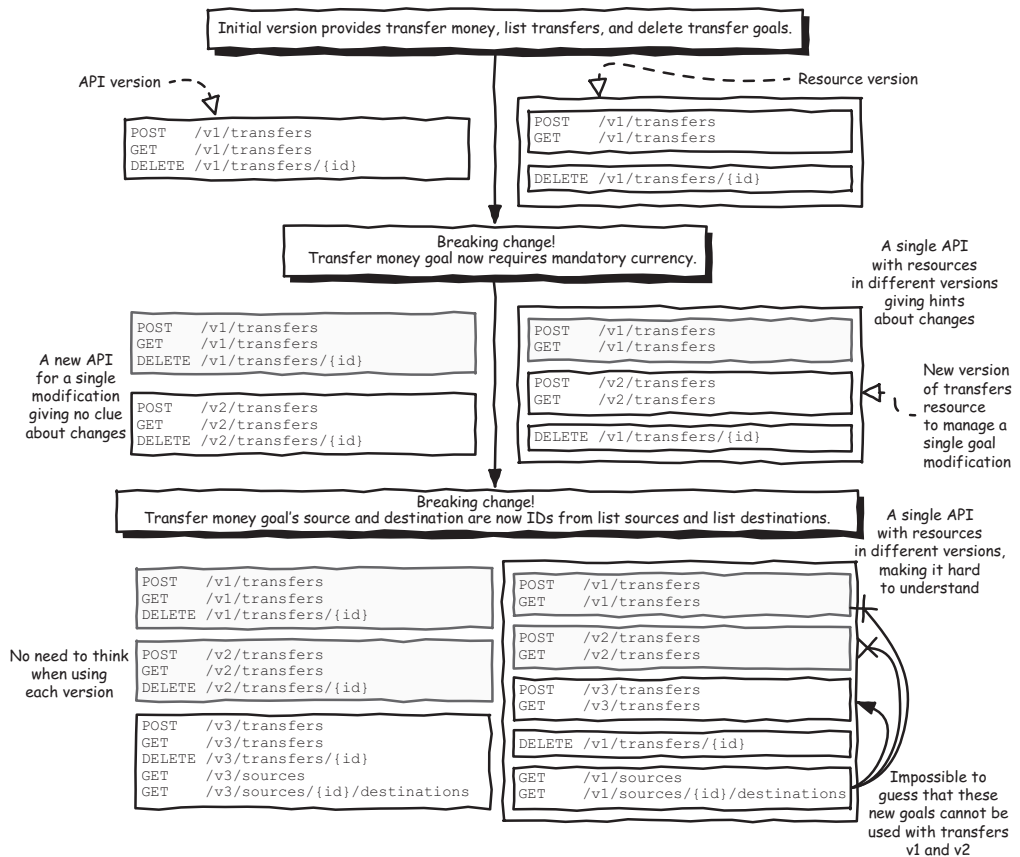 Initial version provides transfer money, list transfers, and delete transfer goals.
API version
Resource version
POST /v1/transfers
GET /v1/transfers
DELETE /v1/transfers/{id}
POST /v1/transfers
GET /v1/transfers
DELETE /v1/transfers/{id}
Breaking change!
Transfer money goal now requires mandatory currency.
A single API
with resources
in different versions
giving hints
about changes
A new API
for a single
modification
giving no clue
about changes
POST /v1/transfers
GET /v1/transfers
DELETE /v1/transfers/{id}
POST /v2/transfers
GET /v2/transfers
DELETE /v2/transfers/{id}
POST /v1/transfers
GET /v1/transfers
POST /v2/transfers
GET /v2/transfers
DELETE /v1/transfers/{id}
New version
of transfers
resource
to manage a
single goal
modification
Breaking change!
Transfer money goal's source and destination are now IDs from list sources and list destinations.
A single API
with resources
in different versions,
making it hard
to understand
No need to think
when using
each version
POST /v1/transfers
GET /v1/transfers
DELETE /v1/transfers/{id}
POST /v2/transfers
GET /v2/transfers
DELETE /v2/transfers/{id}
POST /v3/transfers
GET /v3/transfers
DELETE /v3/transfers/{id}
GET /v3/sources
GET /v3/sources/{id}/destinations
POST /v1/transfers
GET /v1/transfers
POST /v2/transfers
GET /v2/transfers
POST /v3/transfers
GET /v3/transfers
DELETE /v1/transfers/{id}
GET /v1/sources
GET /v1/sources/{id}/destinations
Impossible to
guess that these
new goals cannot be
used with transfers
v1 and v2